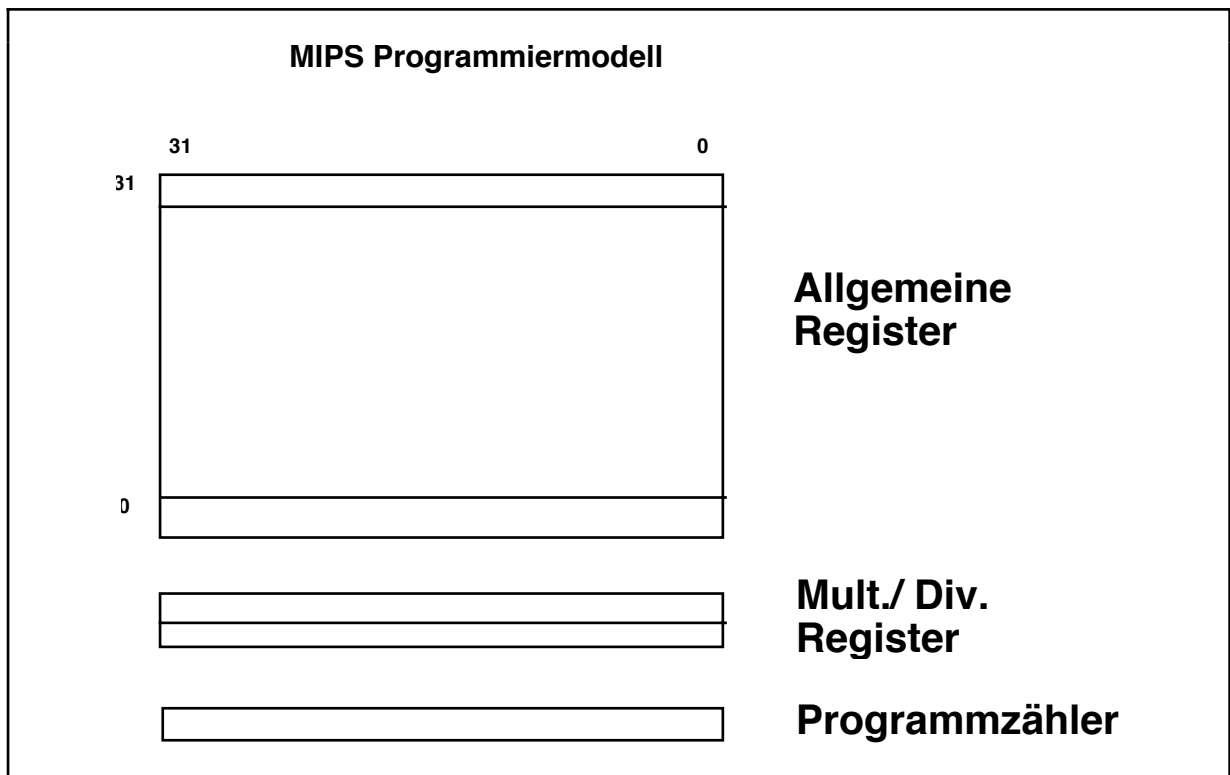 MIPS Programmiermodell
31 0
31
Allgemeine
Register
0
Mult./ Div.
Register
Programmzähler